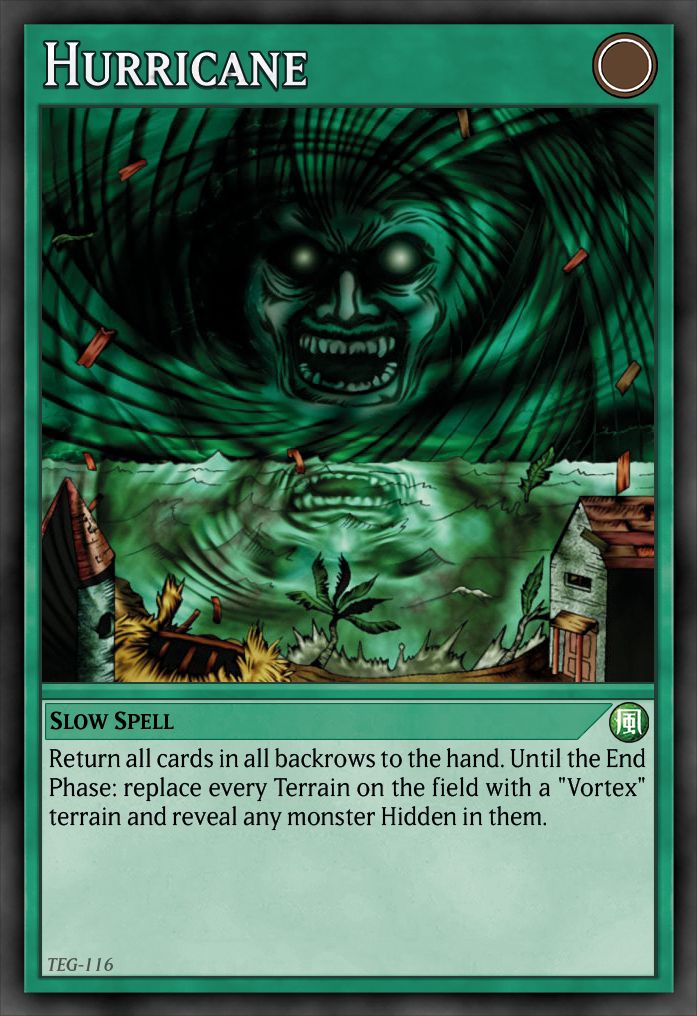 Hurricane
Slow Spell
風
Return all cards in all backrows to the hand. Until the End
Phase: replace every Terrain on the field with a "Vortex"
terrain and reveal any monster Hidden in them.
TEG-116